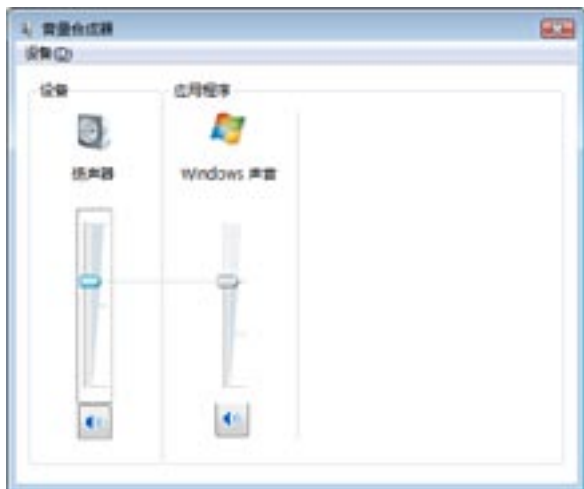 音量合成器
设备(D)
设备
应用程序
扬声器
Windows 声音